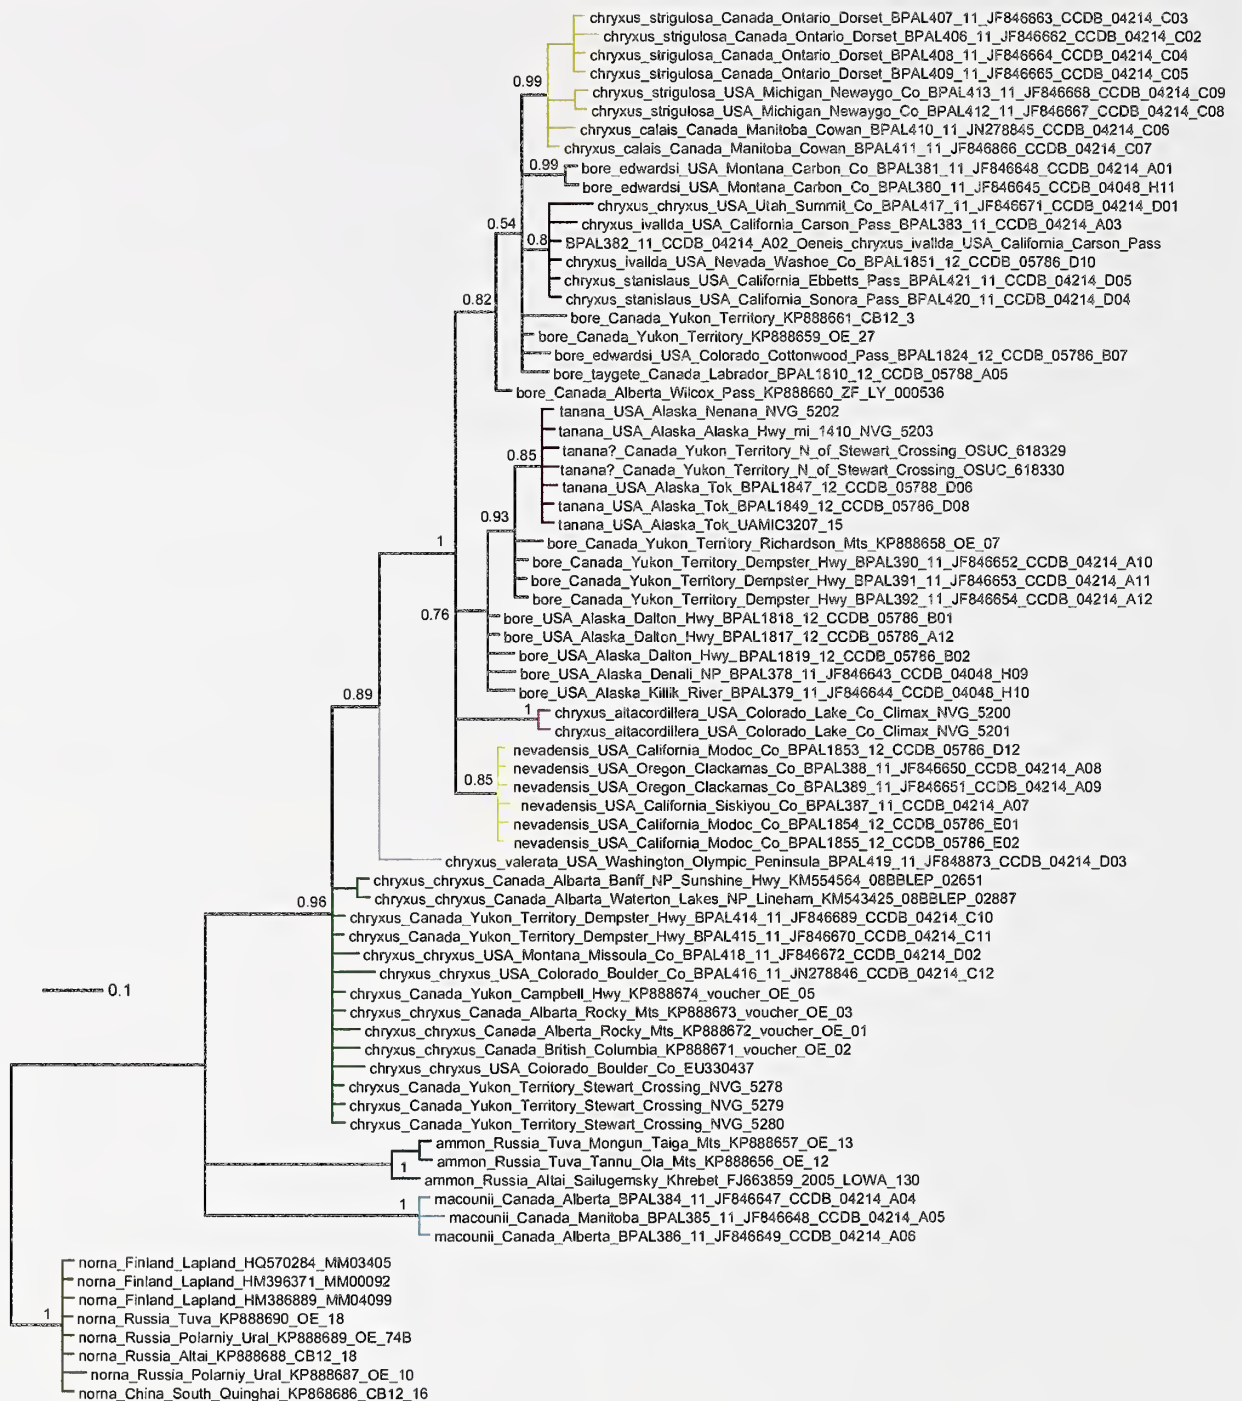 chryxus_strigulosa_Canada_Ontario_Dorset_BPAL407_11_JF846663_CCDB_04214_C03
chryxus_strigulosa_Canada_Ontario_Dorset_BPAL406_11_JF846662_CCDB_04214_C02
chryxus_strigulosa_Canada_Ontario_Dorset_BPAL408_11_JF846664_CCDB_04214_C04
chryxus_strigulosa_Canada_Ontario_Dorset_BPAL409_11_JF846665_CCDB_04214_C05
0.99
chryxus_strigulosa_USA_Michigan_Newaygo_Co_BPAL413_11_JF846668_CCDB_04214_C09
chryxus_strigulosa_USA_Michigan_Newaygo_Co_BPAL412_11_JF846667_CCDB_04214_C08
chryxus_calais_Canada_Manitoba_Cowan_BPAL410_11_JN278845_CCDB_04214_C06
chryxus_calais_Canada_Manitoba_Cowan_BPAL411_11_JF846866_CCDB_04214_C07
0.99
bore_edwardsi_USA_Montana_Carbon_Co_BPAL381_11_JF846648_CCDB_04214_A01
bore_edwardsi_USA_Montana_Carbon_Co_BPAL380_11_JF846645_CCDB_04048_H11
chryxus_chryxus_USA_Utah_Summit_Co_BPAL417_11_JF846671_CCDB_04214_D01
0.54
chryxus_ivallda_USA_California_Carson_Pass_BPAL383_11_CCDB_04214_A03
0.8
BPAL382_11_CCDB_04214_A02_Oeneis_chryxus_ivallda_USA_California_Carson_Pass
chryxus_ivallda_USA_Nevada_Washoe_Co_BPAL1851_12_CCDB_05786_D10
chryxus_stanislaus_USA_California_Ebbetts_Pass_BPAL421_11_CCDB_04214_D05
0.82
chryxus_stanislaus_USA_California_Sonora_Pass_BPAL420_11_CCDB_04214_D04
bore_Canada_Yukon_Territory_KP888661_CB12_3
bore_Canada_Yukon_Territory_KP888659_OE_27
bore_edwardsi_USA_Colorado_Cottonwood_Pass_BPAL1824_12_CCDB_05786_B07
bore_taygete_Canada_Labrador_BPAL1810_12_CCDB_05788_A05
bore_Canada_Alberta_Wilcox_Pass_KP888660_ZF_LY_000536
tanana_USA_Alaska_Nenana_NVG_5202
tanana_USA_Alaska_Alaska_Hwy_mi_1410_NVG_5203
0.85
tanana?_Canada_Yukon_Territory_N_of_Stewart_Crossing_OSUC_618329
tanana?_Canada_Yukon_Territory_N_of_Stewart_Crossing_OSUC_618330
tanana_USA_Alaska_Tok_BPAL1847_12_CCDB_05788_D06
tanana_USA_Alaska_Tok_BPAL1849_12_CCDB_05786_D08
0.93
tanana_USA_Alaska_Tok_UAMIC3207_15
bore_Canada_Yukon_Territory_Richardson_Mts_KP888658_OE_07
1
bore_Canada_Yukon_Territory_Dempster_Hwy_BPAL390_11_JF846652_CCDB_04214_A10
bore_Canada_Yukon_Territory_Dempster_Hwy_BPAL391_11_JF846653_CCDB_04214_A11
bore_Canada_Yukon_Territory_Dempster_Hwy_BPAL392_11_JF846654_CCDB_04214_A12
0.76
bore_USA_Alaska_Dalton_Hwy_BPAL1818_12_CCDB_05786_B01
bore_USA_Alaska_Dalton_Hwy_BPAL1817_12_CCDB_05786_A12
bore_USA_Alaska_Dalton_Hwy_BPAL1819_12_CCDB_05786_B02
bore_USA_Alaska_Denali_NP_BPAL378_11_JF846643_CCDB_04048_H09
0.89
bore_USA_Alaska_Killik_River_BPAL379_11_JF846644_CCDB_04048_H10
1
chryxus_altacordillera_USA_Colorado_Lake_Co_Climax_NVG_5200
chryxus_altacordillera_USA_Colorado_Lake_Co_Climax_NVG_5201
nevadensis_USA_California_Modoc_Co_BPAL1853_12_CCDB_05786_D12
nevadensis_USA_Oregon_Clackamas_Co_BPAL388_11_JF846650_CCDB_04214_A08
0.85
nevadensis_USA_Oregon_Clackamas_Co_BPAL389_11_JF846651_CCDB_04214_A09
nevadensis_USA_California_Siskiyou_Co_BPAL387_11_CCDB_04214_A07
nevadensis_USA_California_Modoc_Co_BPAL1854_12_CCDB_05786_E01
nevadensis_USA_California_Modoc_Co_BPAL1855_12_CCDB_05786_E02
chryxus_valerata_USA_Washington_Olympic_Peninsula_BPAL419_11_JF848873_CCDB_04214_D03
chryxus_chryxus_Canada_Albarta_Banff_NP_Sunshine_Hwy_KM554564_08BBLEP_02651
chryxus_chryxus_Canada_Albarta_Waterton_Lakes_NP_Lineham_KM543425_08BBLEP_02887
0.96
chryxus_Canada_Yukon_Territory_Dempster_Hwy_BPAL414_11_JF846689_CCDB_04214_C10
chryxus_Canada_Yukon_Territory_Dempster_Hwy_BPAL415_11_JF846670_CCDB_04214_C11
chryxus_chryxus_USA_Montana_Missoula_Co_BPAL418_11_JF846672_CCDB_04214_D02
chryxus_chryxus_USA_Colorado_Boulder_Co_BPAL416_11_JN278846_CCDB_04214_C12
0.1
chryxus_Canada_Yukon_Campbell_Hwy_KP888674_voucher_OE_05
chryxus_chryxus_Canada_Albarta_Rocky_Mts_KP888673_voucher_OE_03
chryxus_chryxus_Canada_Alberta_Rocky_Mts_KP888672_voucher_OE_01
chryxus_chryxus_Canada_British_Columbia_KP888671_voucher_OE_02
chryxus_chryxus_USA_Colorado_Boulder_Co_EU330437
chryxus_Canada_Yukon_Territory_Stewart_Crossing_NVG_5278
chryxus_Canada_Yukon_Territory_Stewart_Crossing_NVG_5279
chryxus_Canada_Yukon_Territory_Stewart_Crossing_NVG_5280
ammon_Russia_Tuva_Mongun_Taiga_Mts_KP888657_OE_13
1
ammon_Russia_Tuva_Tannu_Ola_Mts_KP888656_OE_12
ammon_Russia_Altai_Sailugemsky_Khrebet_FJ663859_2005_LOWA_130
1
macounii_Canada_Alberta_BPAL384_11_JF846647_CCDB_04214_A04
macounii_Canada_Manitoba_BPAL385_11_JF846648_CCDB_04214_A05
macounii_Canada_Alberta_BPAL386_11_JF846649_CCDB_04214_A06
norna_Finland_Lapland_HQ570284_MM03405
norna_Finland_Lapland_HM396371_MM00092
norna_Finland_Lapland_HM386889_MM04099
1
norna_Russia_Tuva_KP888690_OE_18
norna_Russia_Polarniy_Ural_KP888689_OE_74B
norna_Russia_Altai_KP888688_CB12_18
norna_Russia_Polarniy_Ural_KP888687_OE_10
norna_China_South_Quinghai_KP868686_CB12_16